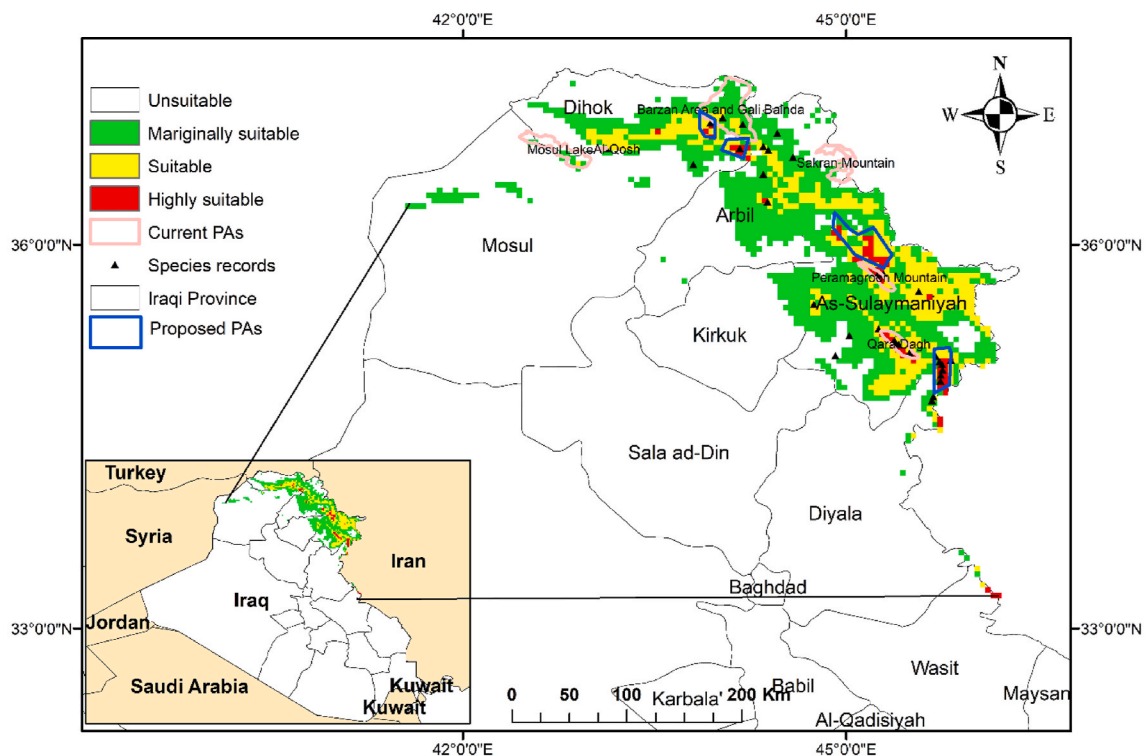 42°0'0"E
45°0'0"E
N
W
E
S
Unsuitable
Mariginally suitable
Suitable
Highly suitable
Current PAs
Species records
Iraqi Province
Proposed PAs
Dihok
Barzan Area and Gali Balnda
Mosul Lake
Al-Qosh
Sakran Mountain
Arbil
Mosul
36°0'0"N
36°0'0"N
Peramagroon Mountain
As-Sulaymaniyah
Kirkuk
Qara Dagh
Sala ad-Din
Diyala
Turkey
Syria
Iran
Iraq
Jordan
Saudi Arabia
Kuwait
Kuwait
Baghdad
33°0'0"N
33°0'0"N
Wasit
Babil
Maysan
Karbala'
Al-Qadisiyah
0 50 100 200 Km
42°0'0"E
45°0'0"E